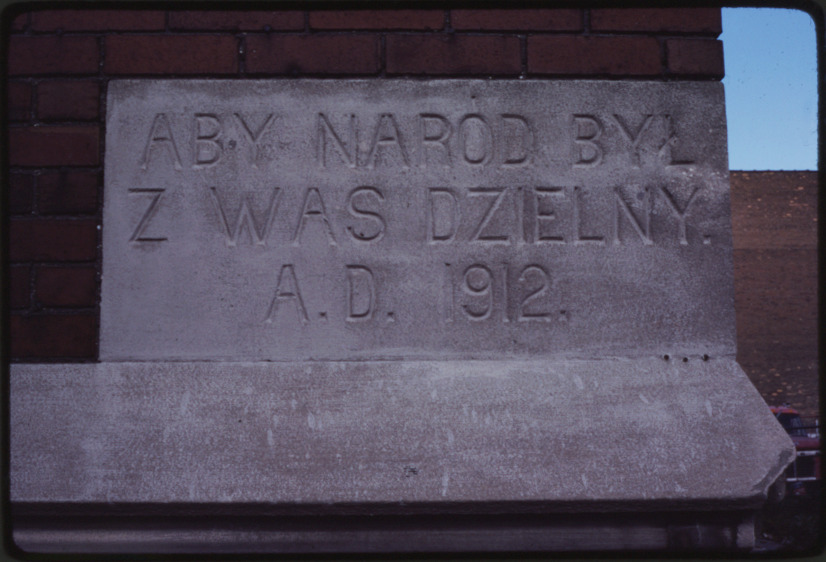 ABY NAROD BYŁ
Z WAS DZIELNY.
A.D. 1912.